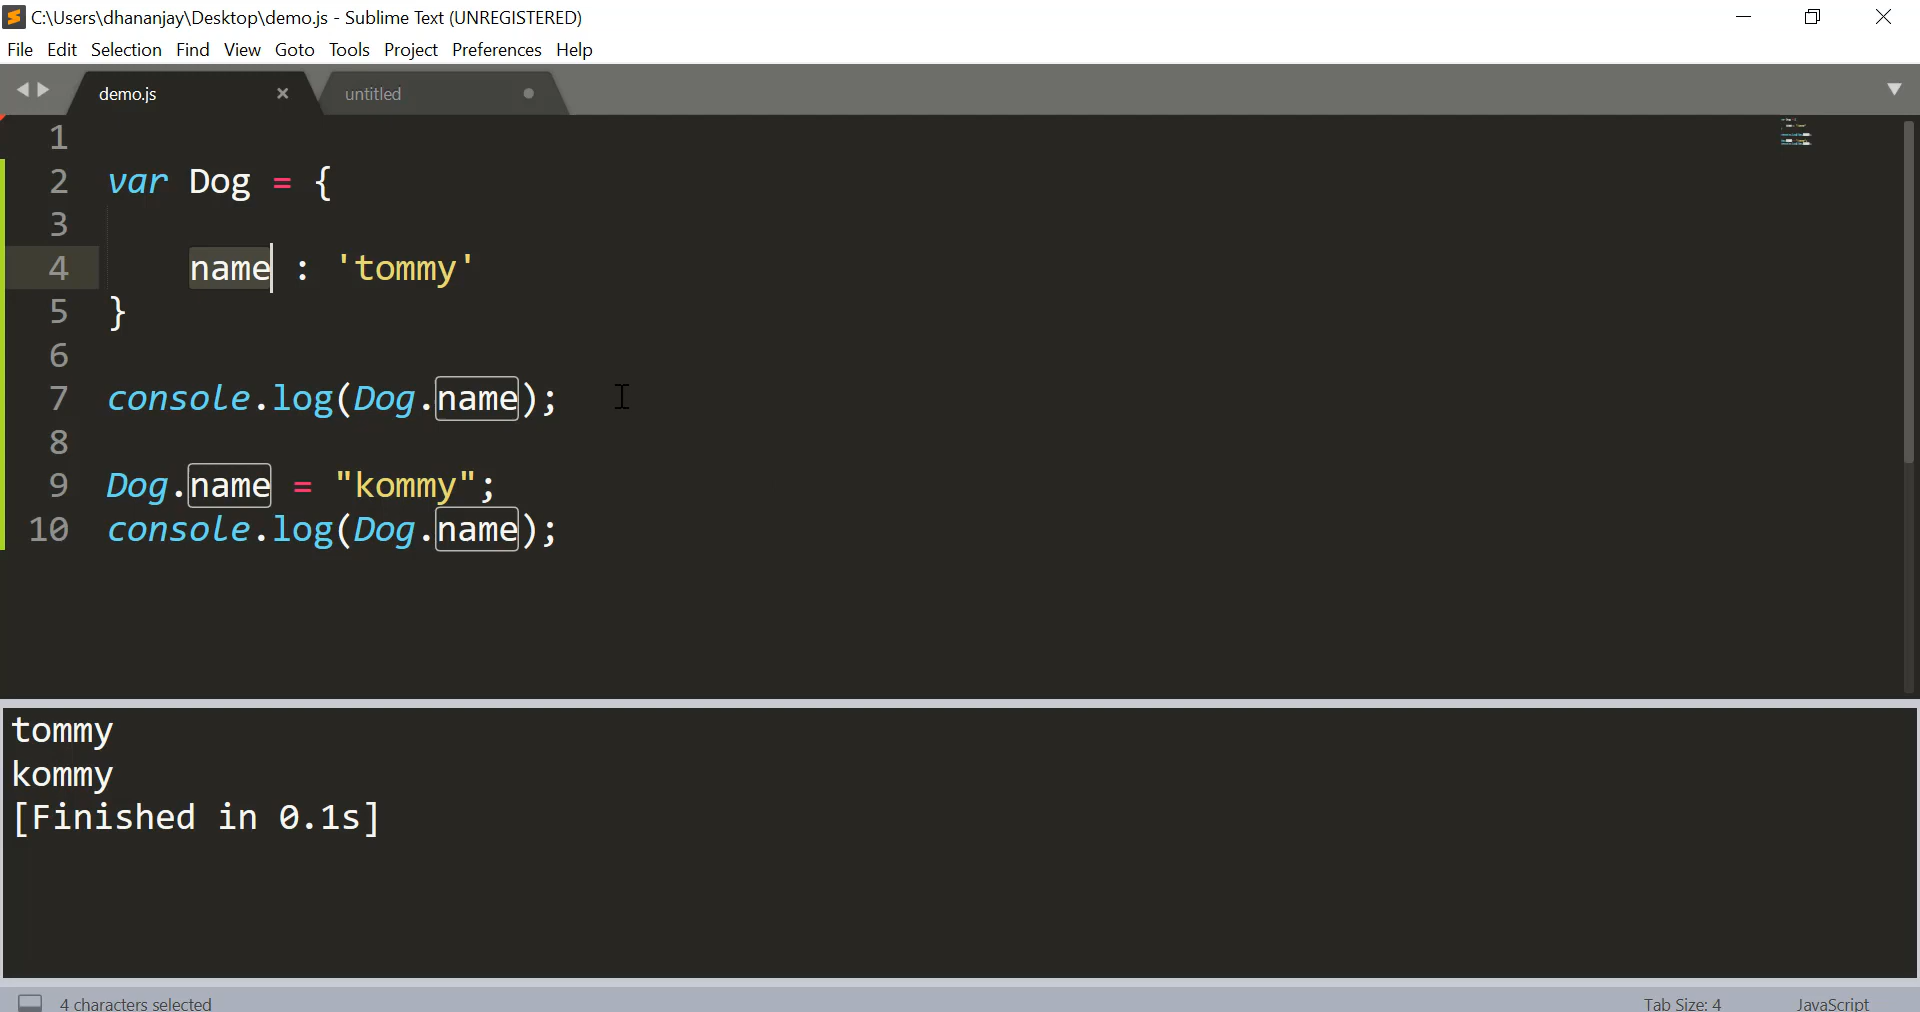 C:\Users\dhananjay\Desktop\demo.js - Sublime Text (UNREGISTERED)
File Edit Selection Find View Goto Tools Project Preferences Help
demo.js untitled
1
2 var Dog = {
3
4 name : 'tommy'
5 }
6
7 console.log(Dog.name);
8
9 Dog.name = "kommy";
10 console.log(Dog.name);
tommy
kommy
[Finished in 0.1s]
4 characters selected Tab Size: 4 JavaScript